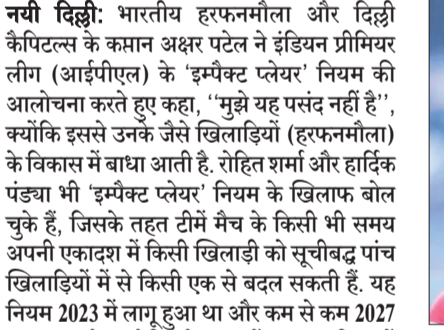 नयी दिल्ली: भारतीय हरफनमौला और दिल्ली
कैपिटल्स के कप्तान अक्षर पटेल ने इंडियन प्रीमियर
लीग (आईपीएल) के ‘इम्पैक्ट प्लेयर’ नियम की
आलोचना करते हुए कहा, ‘‘मुझे यह पसंद नहीं है’’,
क्योंकि इससे उनके जैसे खिलाड़ियों (हरफनमौला)
के विकास में बाधा आती है. रोहित शर्मा और हार्दिक
पंड्या भी ‘इम्पैक्ट प्लेयर’ नियम के खिलाफ बोल
चुके हैं, जिसके तहत टीमें मैच के किसी भी समय
अपनी एकादश में किसी खिलाड़ी को सूचीबद्ध पांच
खिलाड़ियों में से किसी एक से बदल सकती हैं. यह
नियम 2023 में लागू हुआ था और कम से कम 2027